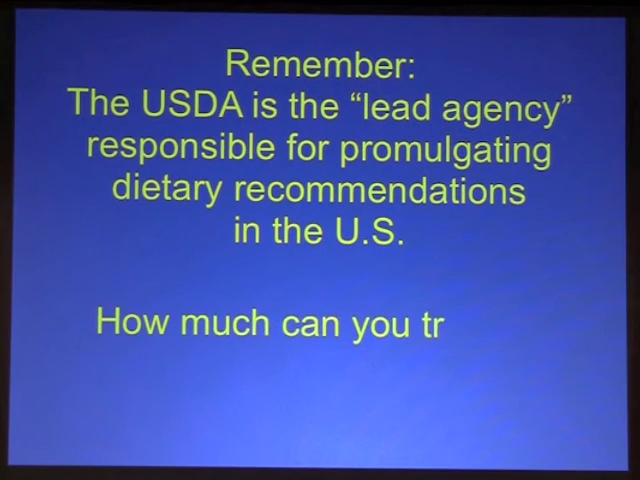 Remember:
The USDA is the “lead agency”
responsible for promulgating
dietary recommendations
in the U.S.
How much can you tr